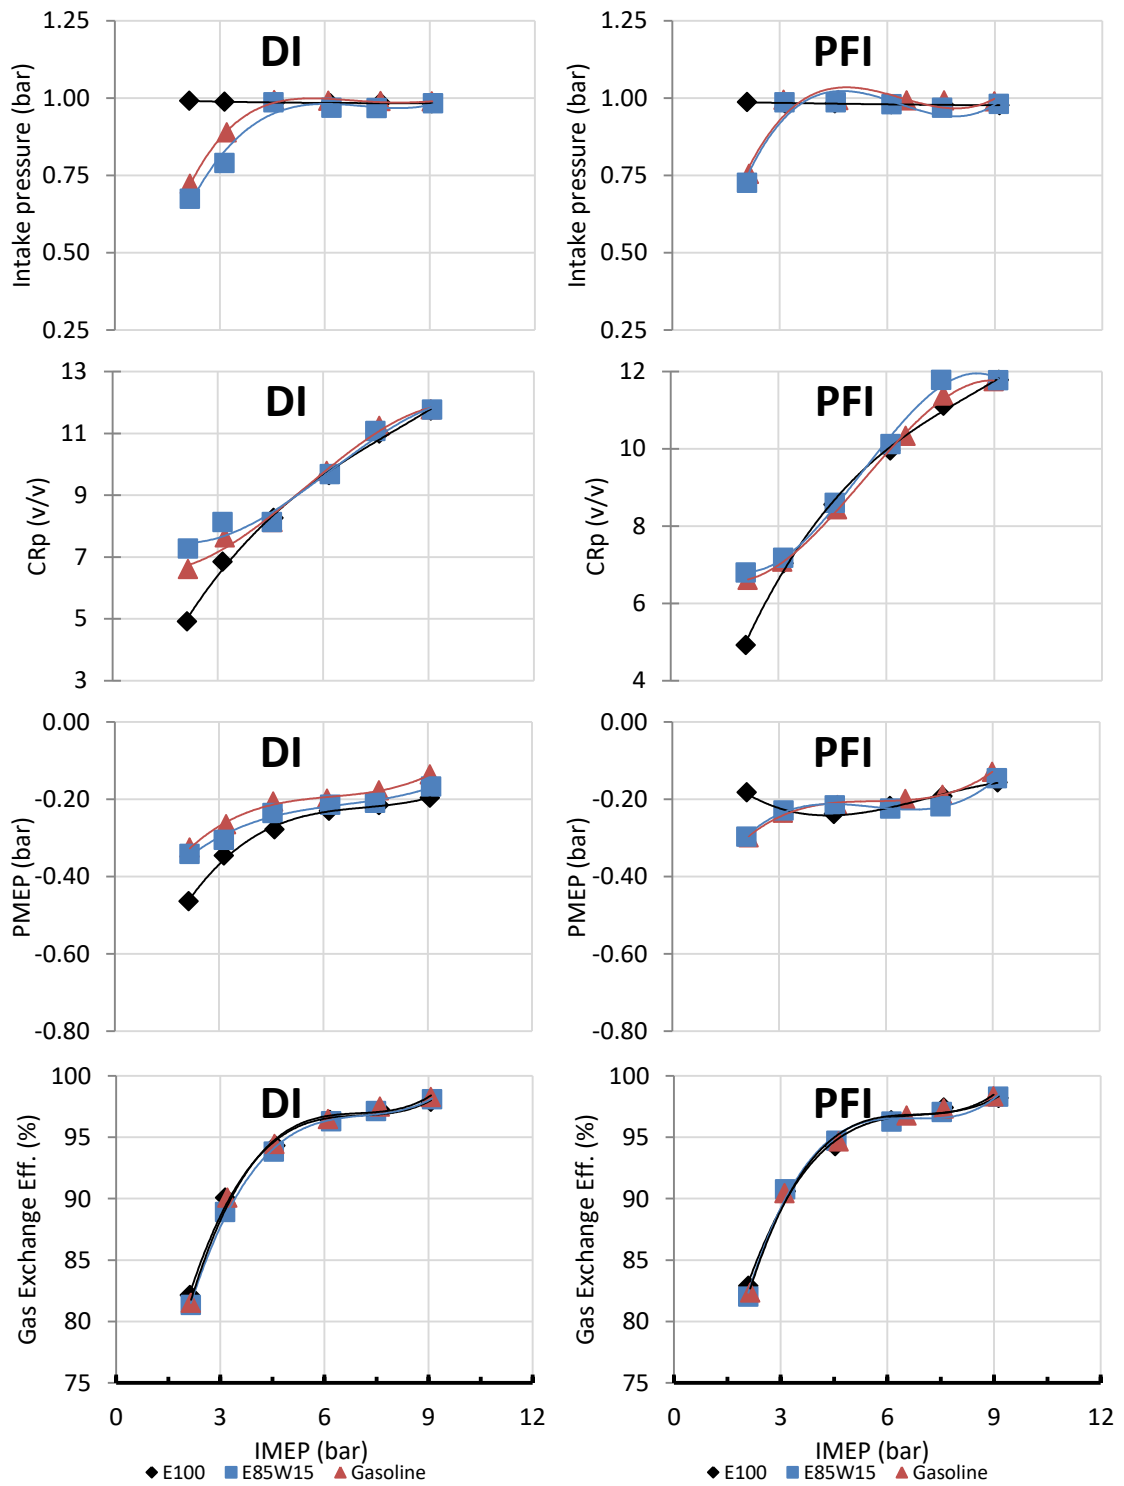 1.25
1.00
0.75
0.50
0.25
Intake pressure (bar)
DI
1.25
1.00
0.75
0.50
0.25
Intake pressure (bar)
PFI
13
11
9
7
5
3
CRp (v/v)
DI
12
10
8
6
4
CRp (v/v)
PFI
0.00
-0.20
-0.40
-0.60
-0.80
PMEP (bar)
DI
0.00
-0.20
-0.40
-0.60
-0.80
PMEP (bar)
PFI
100
95
90
85
80
75
Gas Exchange Eff. (%)
DI
0 3 6 9 12
IMEP (bar)
E100 E85W15 Gasoline
100
95
90
85
80
75
Gas Exchange Eff. (%)
PFI
0 3 6 9 12
IMEP (bar)
E100 E85W15 Gasoline